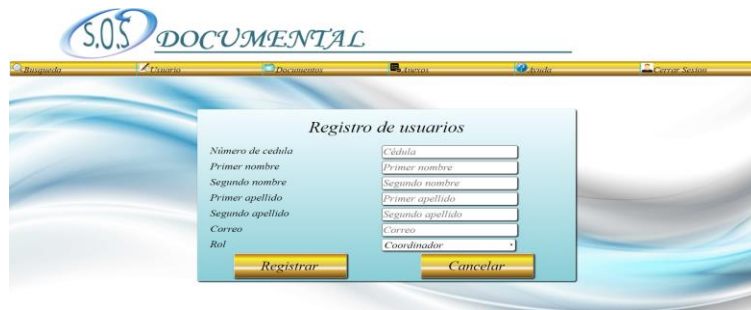 S.O.S DOCUMENTAL
Busqueda Usuario Documentos Anexos Ayuda Cerrar Sesion
Registro de usuarios
Número de cedula Cédula
Primer nombre Primer nombre
Segundo nombre Segundo nombre
Primer apellido Primer apellido
Segundo apellido Segundo apellido
Correo Correo
Rol Coordinador
Registrar Cancelar